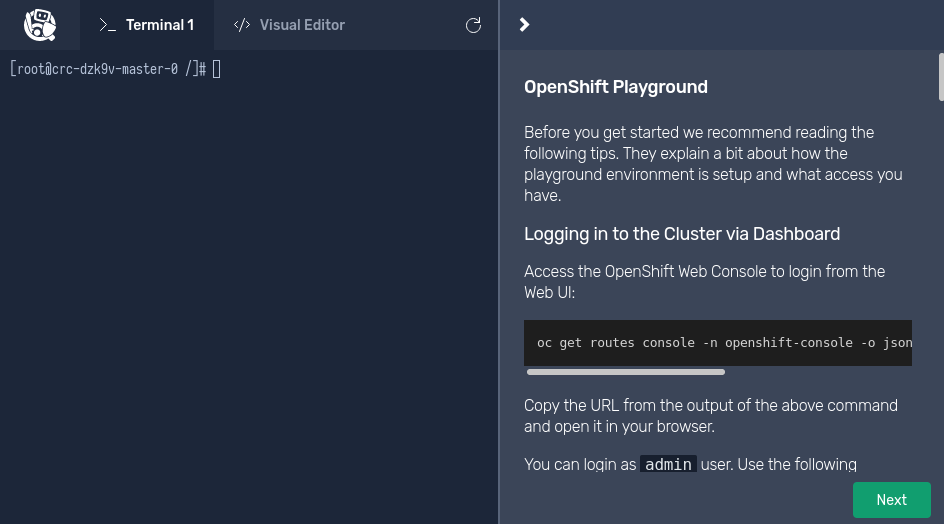 Terminal 1
Visual Editor
[root@crc-dzk9v-master-0 /]#
OpenShift Playground
Before you get started we recommend reading the
following tips. They explain a bit about how the
playground environment is setup and what access you
have.
Logging in to the Cluster via Dashboard
Access the OpenShift Web Console to login from the
Web UI:
oc get routes console -n openshift-console -o json
Copy the URL from the output of the above command
and open it in your browser.
You can login as admin user. Use the following
Next